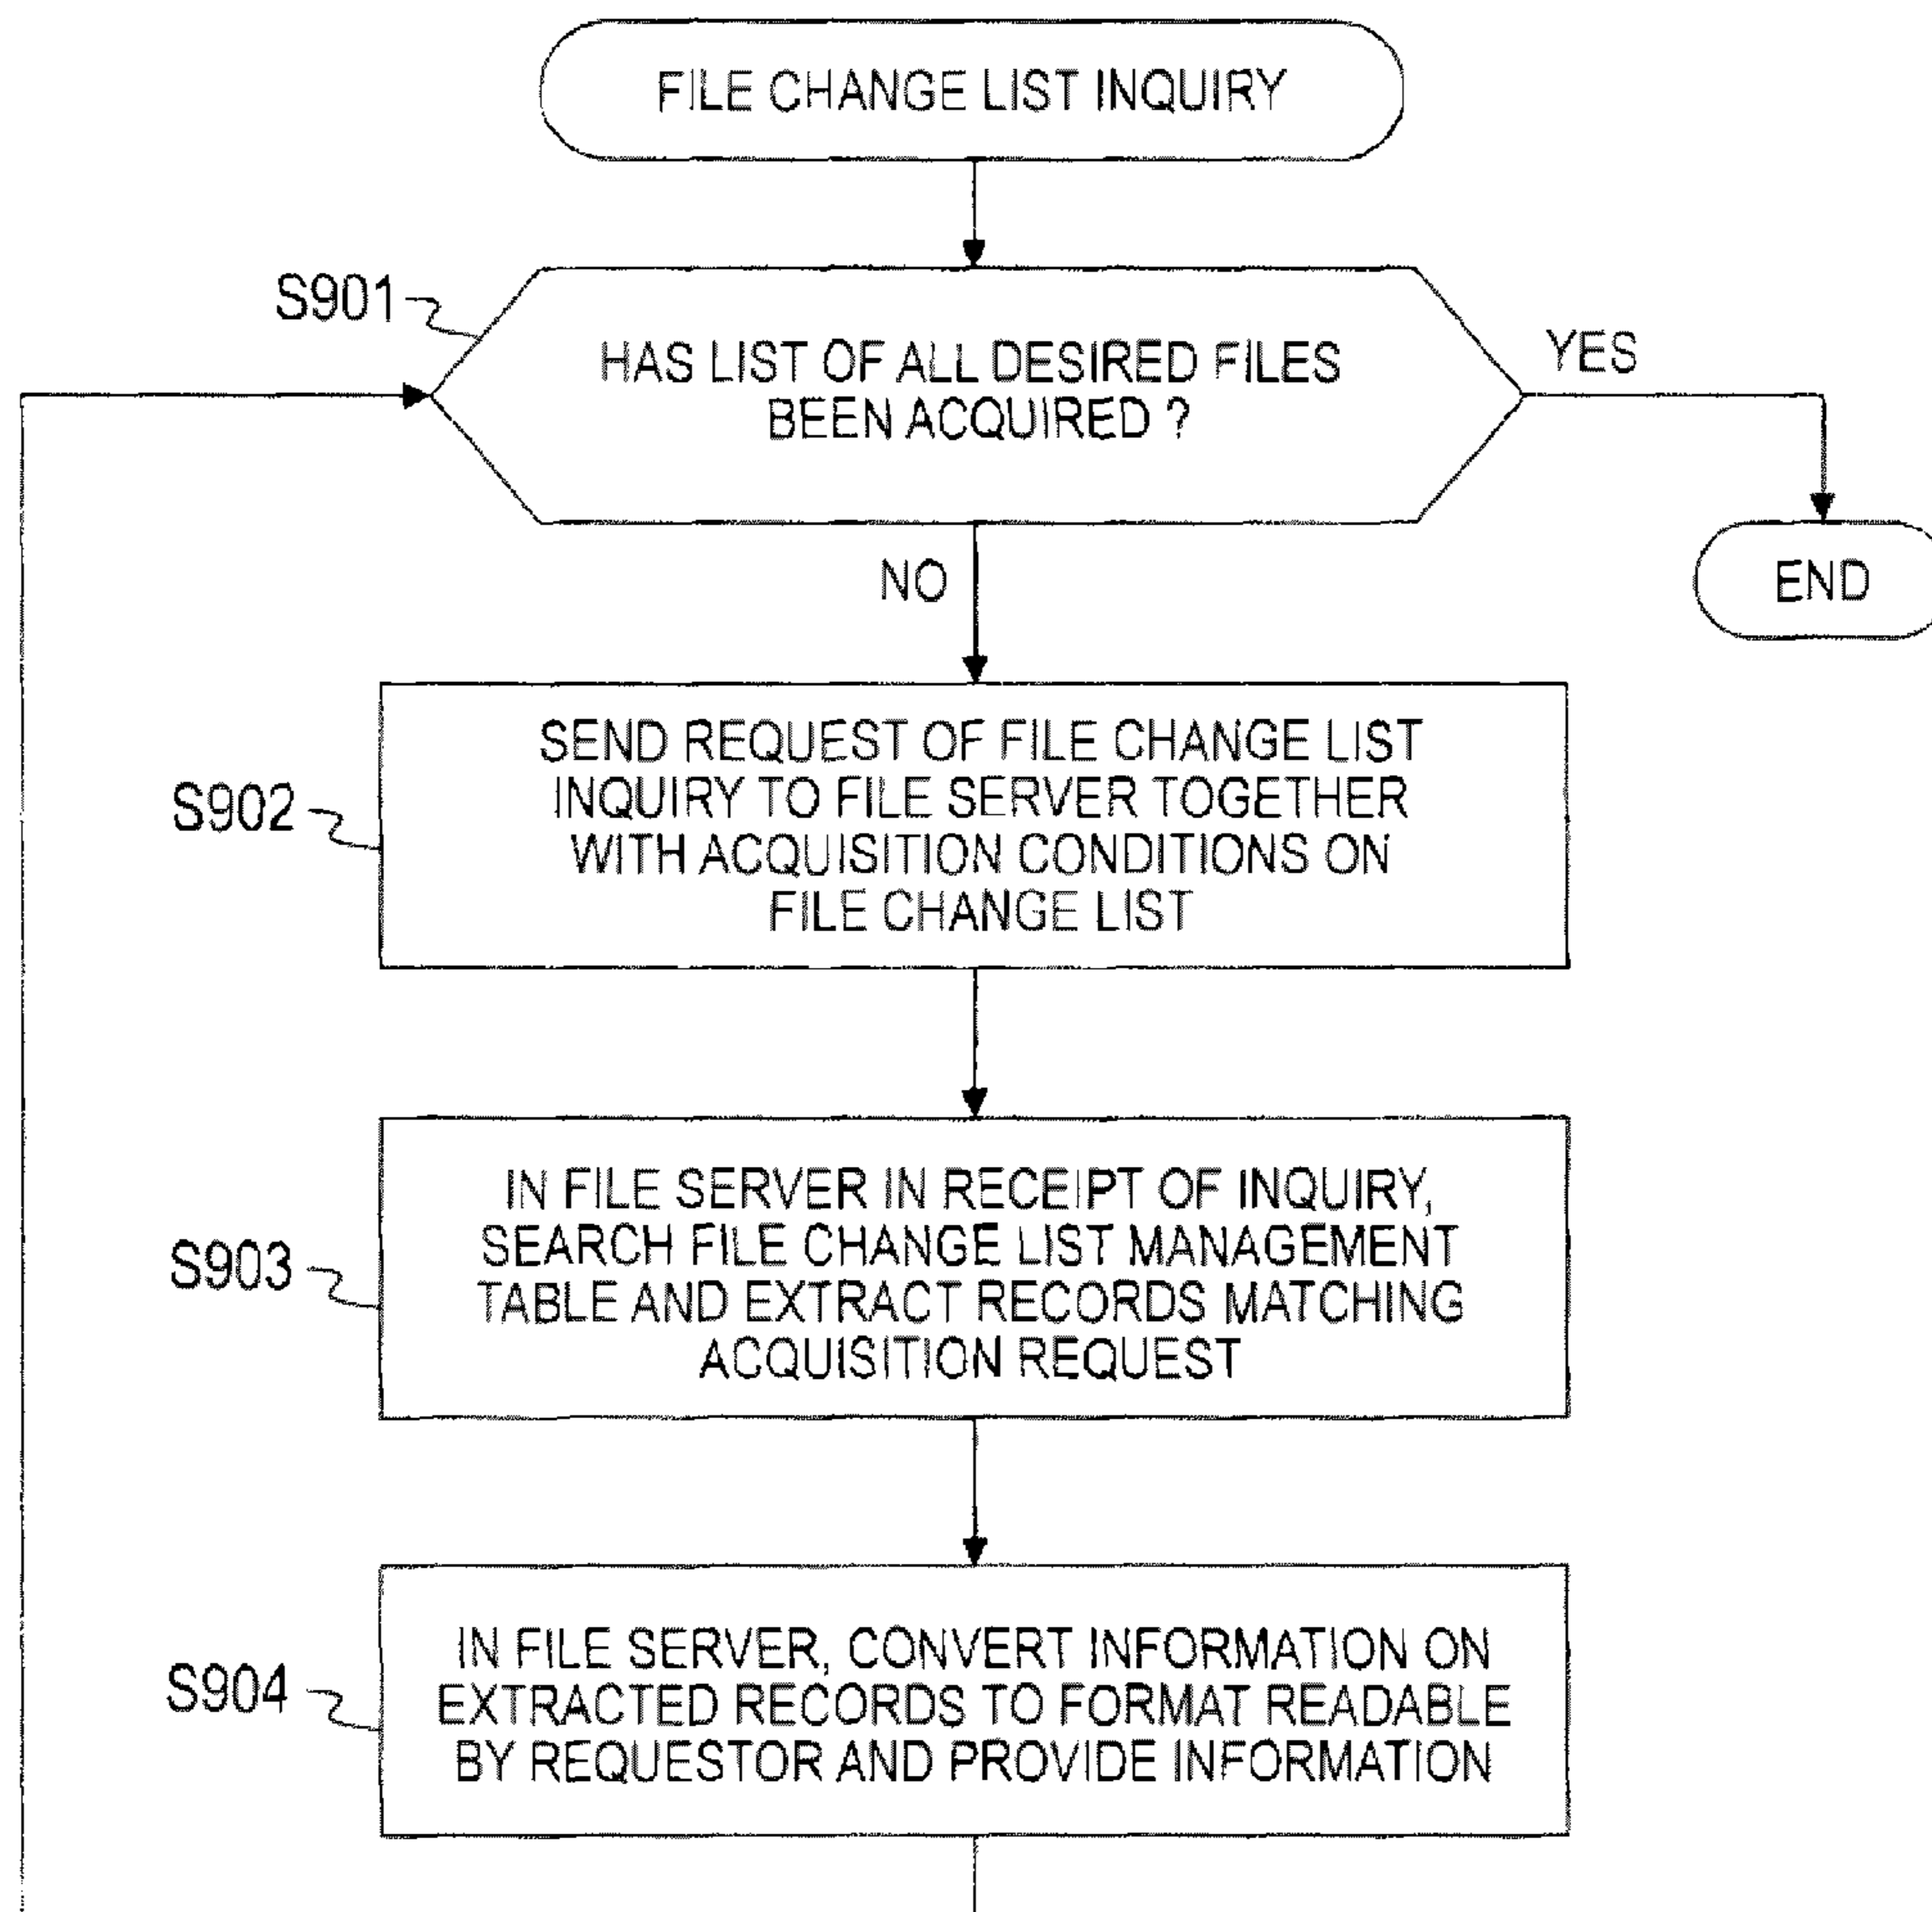 FILE CHANGE LIST INQUIRY
S901
HAS LIST OF ALL DESIRED FILES
BEEN ACQUIRED ?
YES
NO
END
S902
SEND REQUEST OF FILE CHANGE LIST
INQUIRY TO FILE SERVER TOGETHER
WITH ACQUISITION CONDITIONS ON
FILE CHANGE LIST
S903
IN FILE SERVER IN RECEIPT OF INQUIRY,
SEARCH FILE CHANGE LIST MANAGEMENT
TABLE AND EXTRACT RECORDS MATCHING
ACQUISITION REQUEST
S904
IN FILE SERVER, CONVERT INFORMATION ON
EXTRACTED RECORDS TO FORMAT READABLE
BY REQUESTOR AND PROVIDE INFORMATION